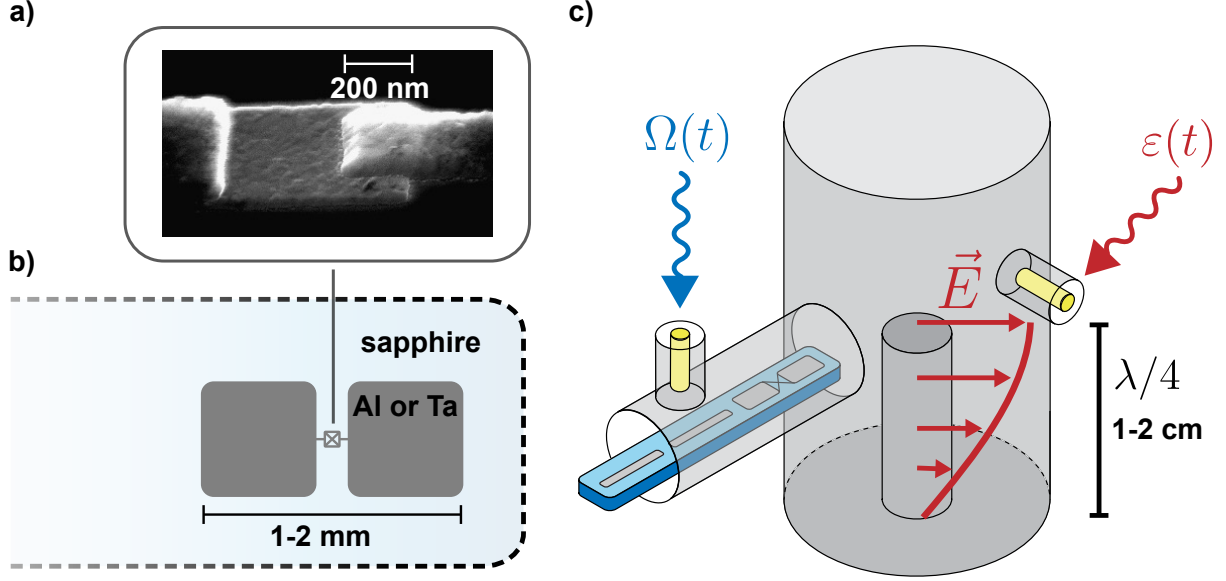 a)
200 nm
b)
sapphire
Al or Ta
1-2 mm
c)
Ω(t)
ε(t)
E⃗
λ/4
1-2 cm